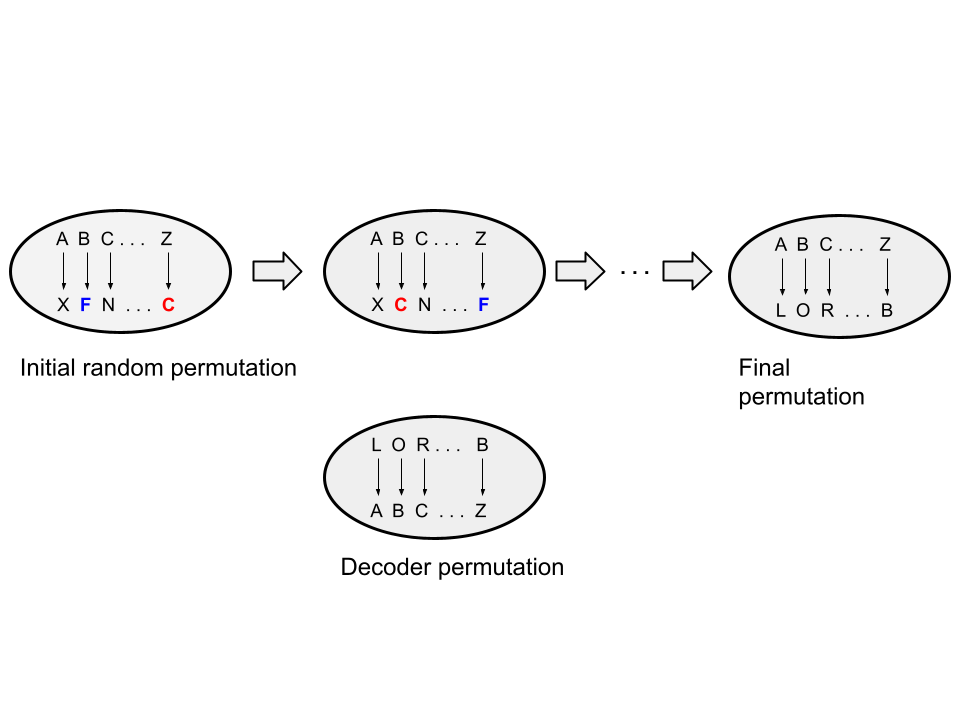 A B C . . . Z
X F N . . . C
Initial random permutation
A B C . . . Z
X C N . . . F
. . .
A B C . . . Z
L O R . . . B
Final
permutation
L O R . . . B
A B C . . . Z
Decoder permutation